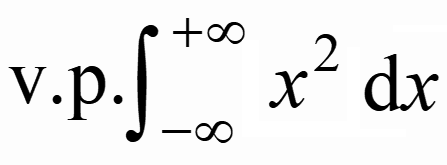 v.p.∫_{−∞}^{+∞} x² dx